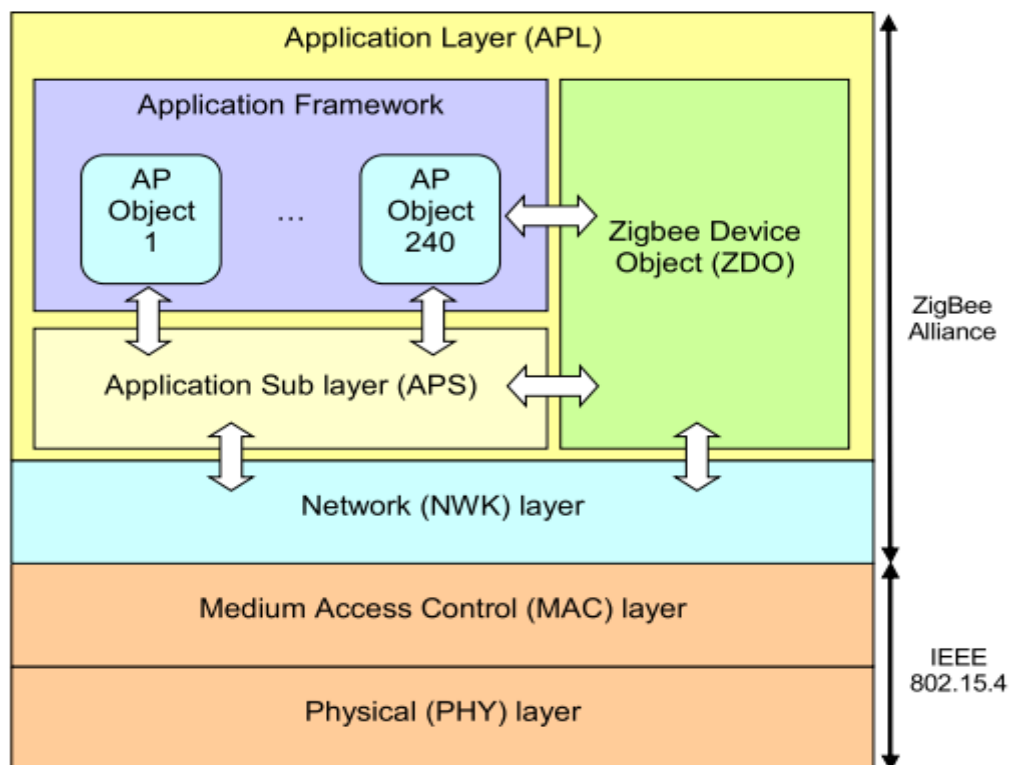 Application Layer (APL)
Application Framework
AP
Object
1
...
AP
Object
240
Zigbee Device
Object (ZDO)
Application Sub layer (APS)
Network (NWK) layer
Medium Access Control (MAC) layer
Physical (PHY) layer
ZigBee
Alliance
IEEE
802.15.4